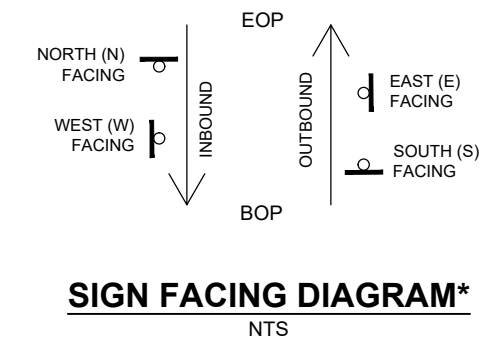 EOP
NORTH (N)
FACING
WEST (W)
FACING
INBOUND
OUTBOUND
EAST (E)
FACING
SOUTH (S)
FACING
BOP
SIGN FACING DIAGRAM*
NTS